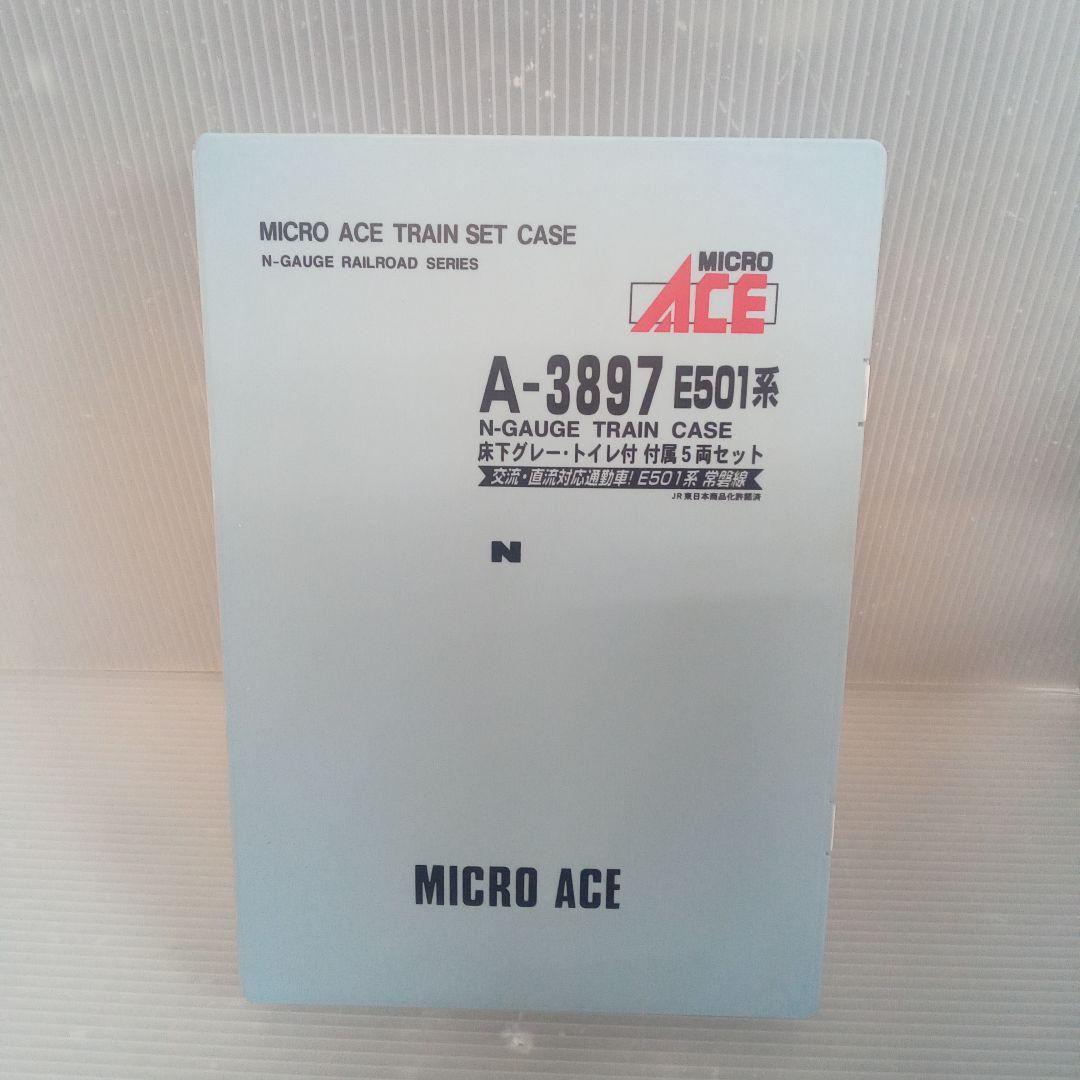 MICRO ACE TRAIN SET CASE
N-GAUGE RAILROAD SERIES
MICRO
ACE
A-3897 E501系
N-GAUGE TRAIN CASE
床下グレー・トイレ付 付属5両セット
交流・直流対応通勤車! E501系 常磐線
JR東日本商品化許諾済
N
MICRO ACE